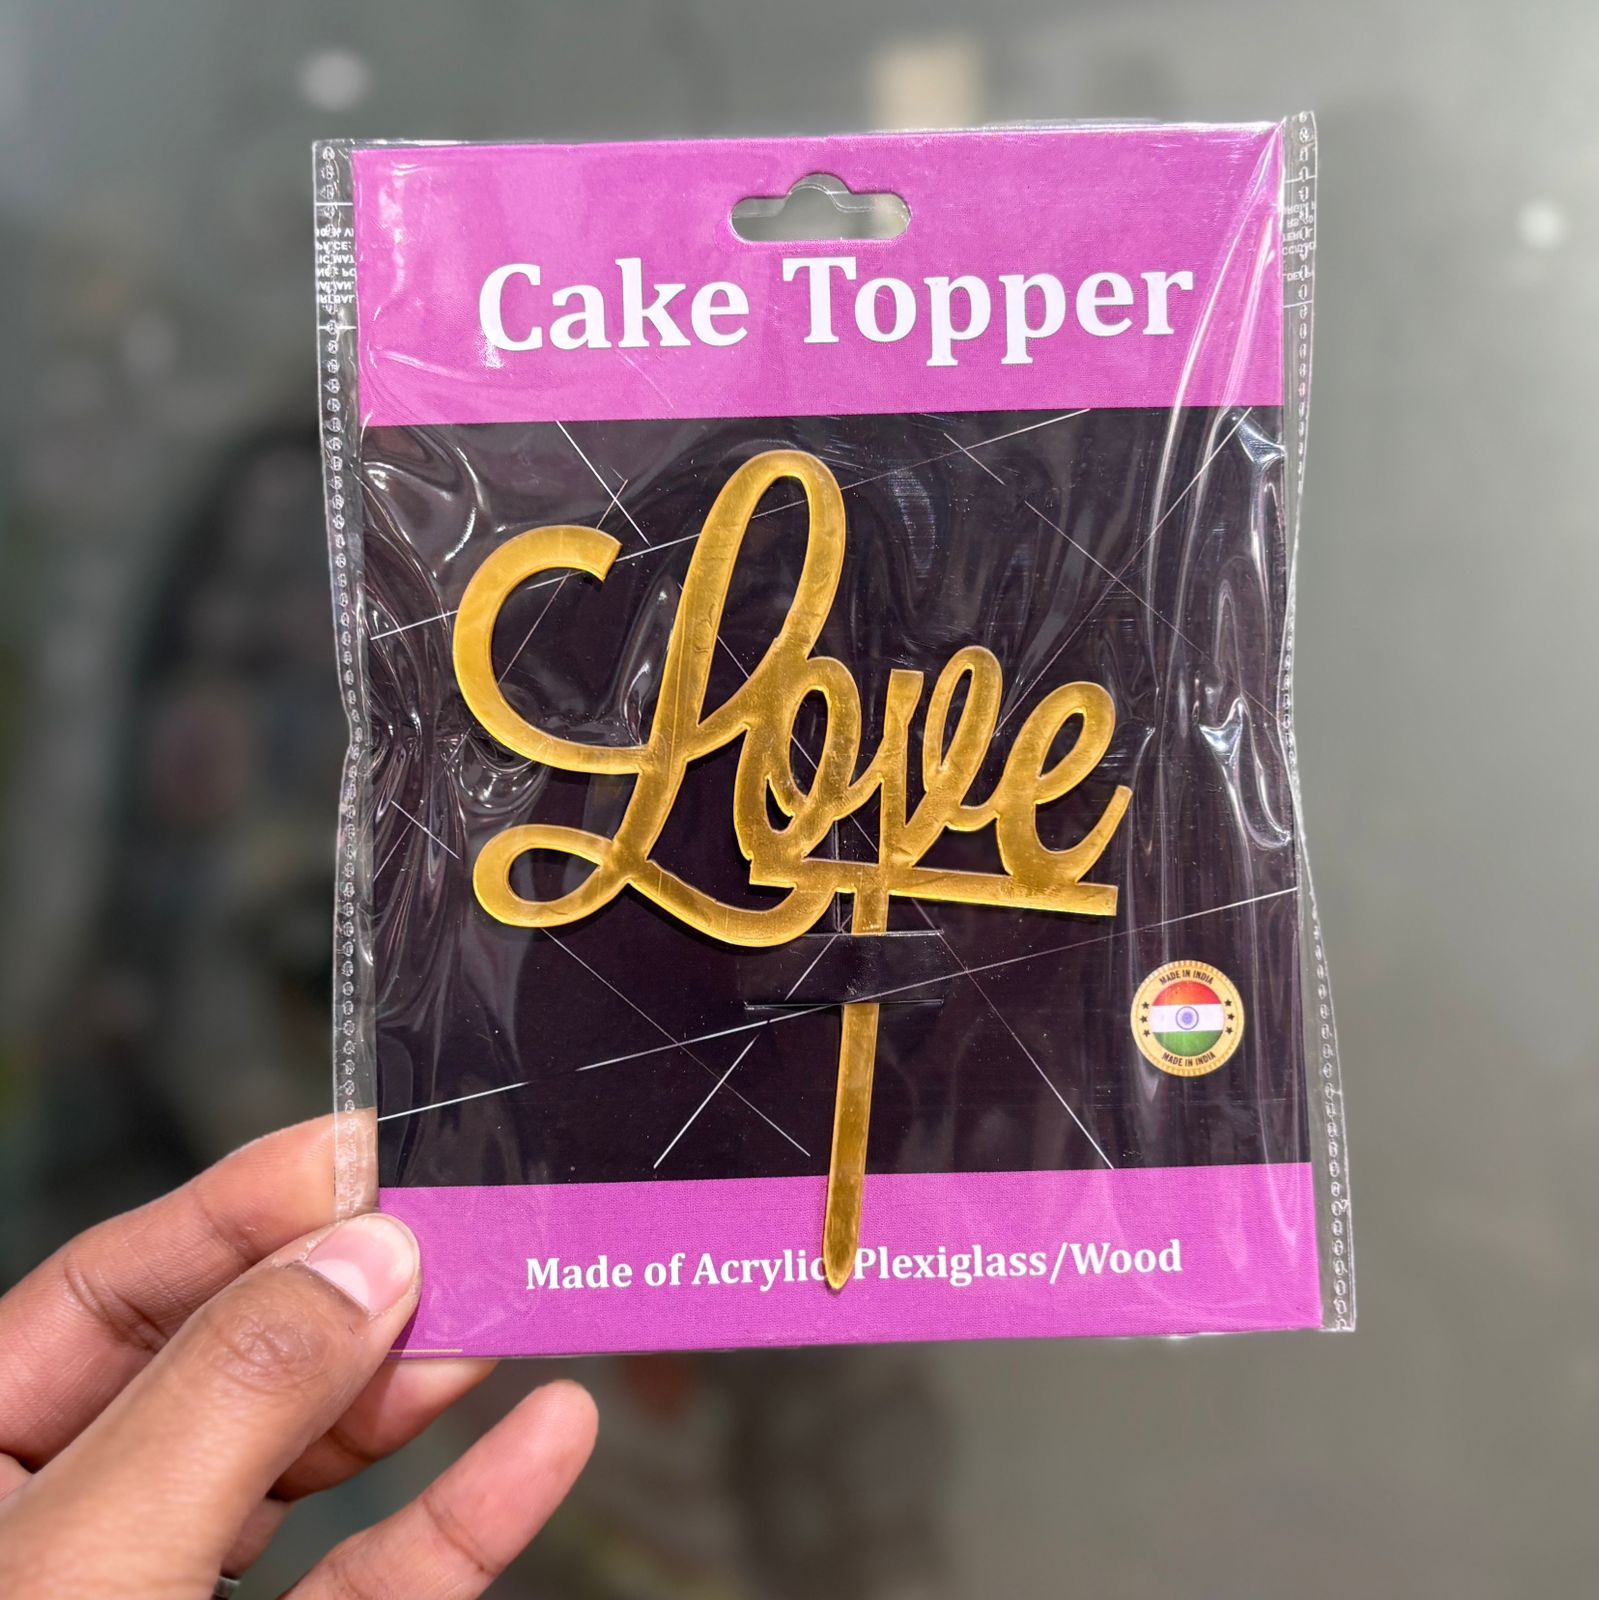 Cake Topper
Love
MADE IN INDIA
MADE IN INDIA
Made of Acrylic Plexiglass/Wood